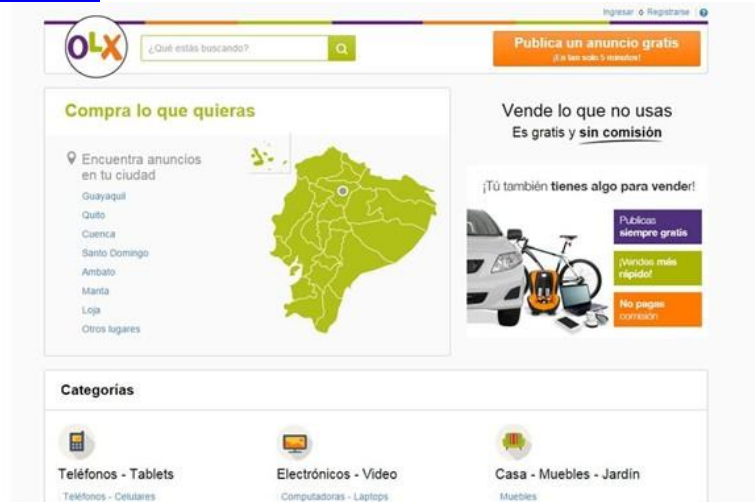 Ingresar ó Registrarse
OLX
¿Qué estás buscando?
Publica un anuncio gratis
¡En tan solo 5 minutos!
Compra lo que quieras
Encuentra anuncios
en tu ciudad
Guayaquil
Quito
Cuenca
Santo Domingo
Ambato
Manta
Loja
Otros lugares
Vende lo que no usas
Es gratis y sin comisión
¡Tú también tienes algo para vender!
Publicas
siempre gratis
¡Vendes más
rápido!
No pagas
comisión
Categorías
Teléfonos - Tablets
Electrónicos - Video
Casa - Muebles - Jardín
Teléfonos - Celulares
Computadoras - Laptops
Muebles